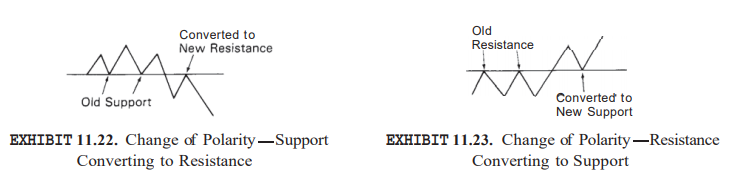 Converted to
New Resistance
Old Support
EXHIBIT 11.22. Change of Polarity—Support
Converting to Resistance
Old
Resistance
Converted to
New Support
EXHIBIT 11.23. Change of Polarity—Resistance
Converting to Support